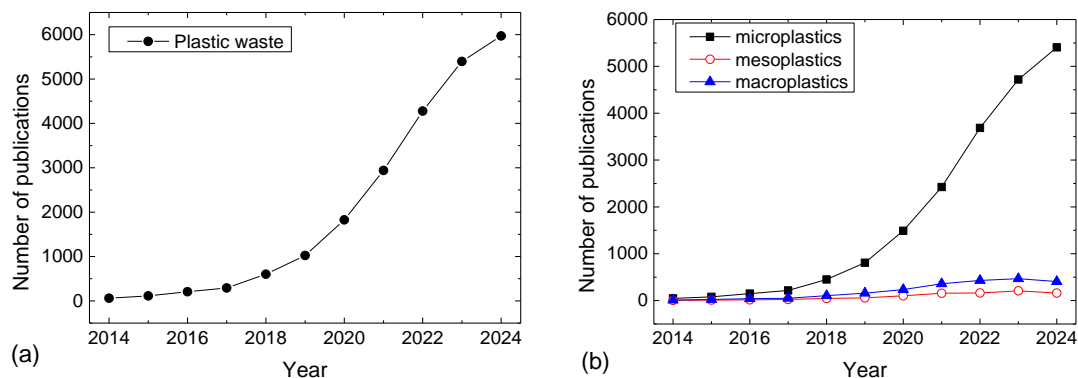 Plastic waste
6000
5000
4000
3000
2000
1000
0
Number of publications
2014 2016 2018 2020 2022 2024
Year
(a)
microplastics
mesoplastics
macroplastics
6000
5000
4000
3000
2000
1000
0
Number of publications
2014 2016 2018 2020 2022 2024
Year
(b)